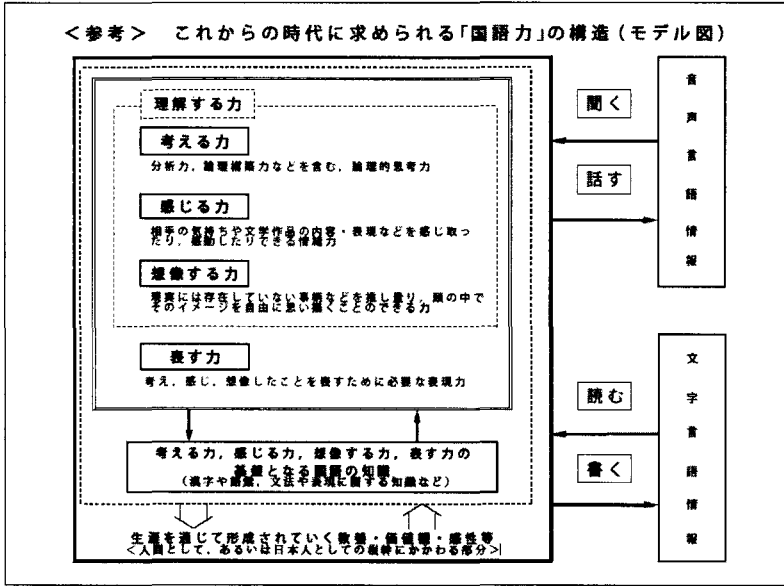 ＜参考＞ これからの時代に求められる「国語力」の構造（モデル図）
理解する力
考える力
分析力，論理構築力などを含む，論理的思考力
感じる力
相手の気持ちや文学作品の内容・表現などを感じ取っ
たり，感動したりできる情緒力
想像する力
現実には存在していない事柄などを推し量り，頭の中で
そのイメージを自由に思い描くことのできる力
表す力
考え，感じ，想像したことを表すために必要な表現力
考える力，感じる力，想像する力，表す力の
基盤となる国語の知識
（漢字や語彙，文法や表現に関する知識など）
生涯を通じて形成されていく教養・価値観・感性等
＜人間として，あるいは日本人としての根幹にかかわる部分＞
聞く
話す
音声言語情報
読む
書く
文字言語情報